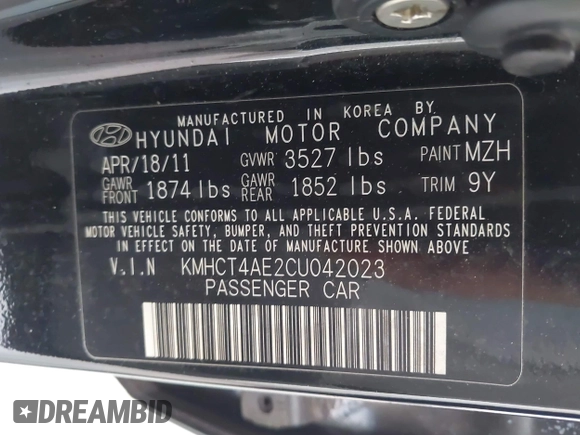 MANUFACTURED IN KOREA BY
HYUNDAI MOTOR COMPANY
APR/18/11 GVWR 3527 lbs PAINT MZH
GAWR FRONT 1874 lbs GAWR REAR 1852 lbs TRIM 9Y
THIS VEHICLE CONFORMS TO ALL APPLICABLE U.S.A. FEDERAL
MOTOR VEHICLE SAFETY, BUMPER, AND THEFT PREVENTION STANDARDS
IN EFFECT ON THE DATE OF MANUFACTURE SHOWN ABOVE.
V.I.N KMHCT4AE2CU042023
PASSENGER CAR
DREAMBID